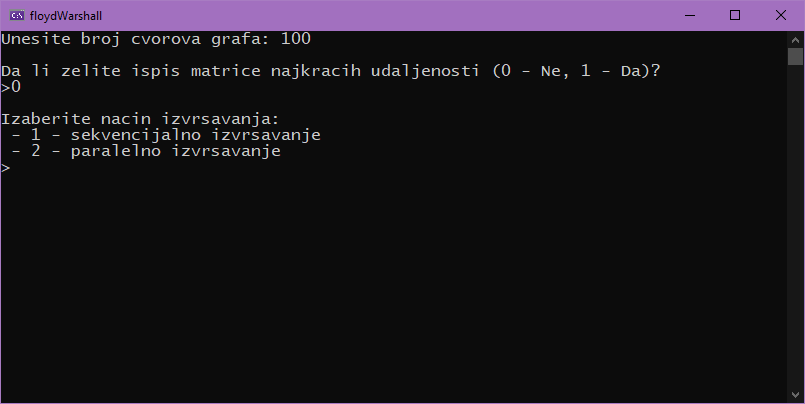 floydWarshall
Unesite broj cvorova grafa: 100
Da li zelite ispis matrice najkracih udaljenosti (0 - Ne, 1 - Da)?
>0
Izaberite nacin izvrsavanja:
- 1 - sekvencijalno izvrsavanje
- 2 - paralelno izvrsavanje
>